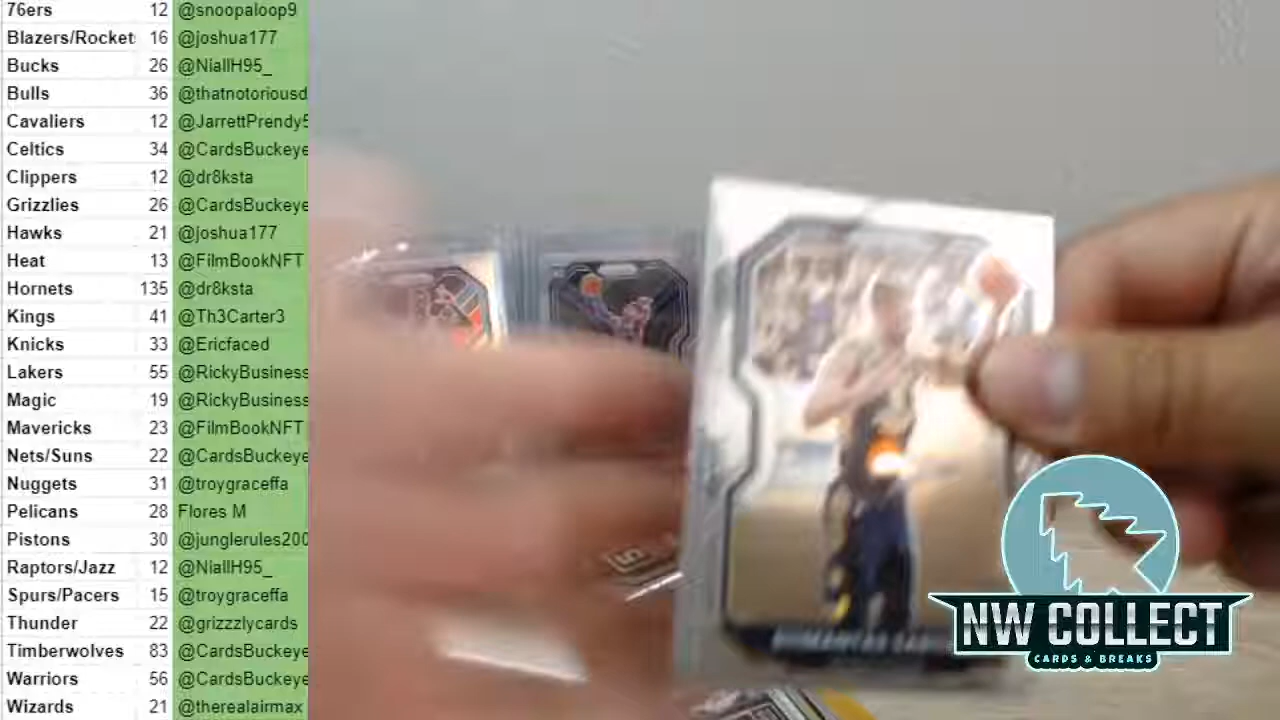 76ers 12 @snoopaloop9
Blazers/Rocket 16 @joshua177
Bucks 26 @NiallH95_
Bulls 36 @thatnotoriousd
Cavaliers 12 @JarrettPrendy5
Celtics 34 @CardsBuckeye
Clippers 12 @dr8ksta
Grizzlies 26 @CardsBuckeye
Hawks 21 @joshua177
Heat 13 @FilmBookNFT
Hornets 135 @dr8ksta
Kings 41 @Th3Carter3
Knicks 33 @Ericfaced
Lakers 55 @RickyBusiness
Magic 19 @RickyBusiness
Mavericks 23 @FilmBookNFT
Nets/Suns 22 @CardsBuckeye
Nuggets 31 @troygraceffa
Pelicans 28 Flores M
Pistons 30 @junglerules200
Raptors/Jazz 12 @NiallH95_
Spurs/Pacers 15 @troygraceffa
Thunder 22 @grizzzlycards
Timberwolves 83 @CardsBuckeye
Warriors 56 @CardsBuckeye
Wizards 21 @therealairmax
NW COLLECT
CARDS & BREAKS